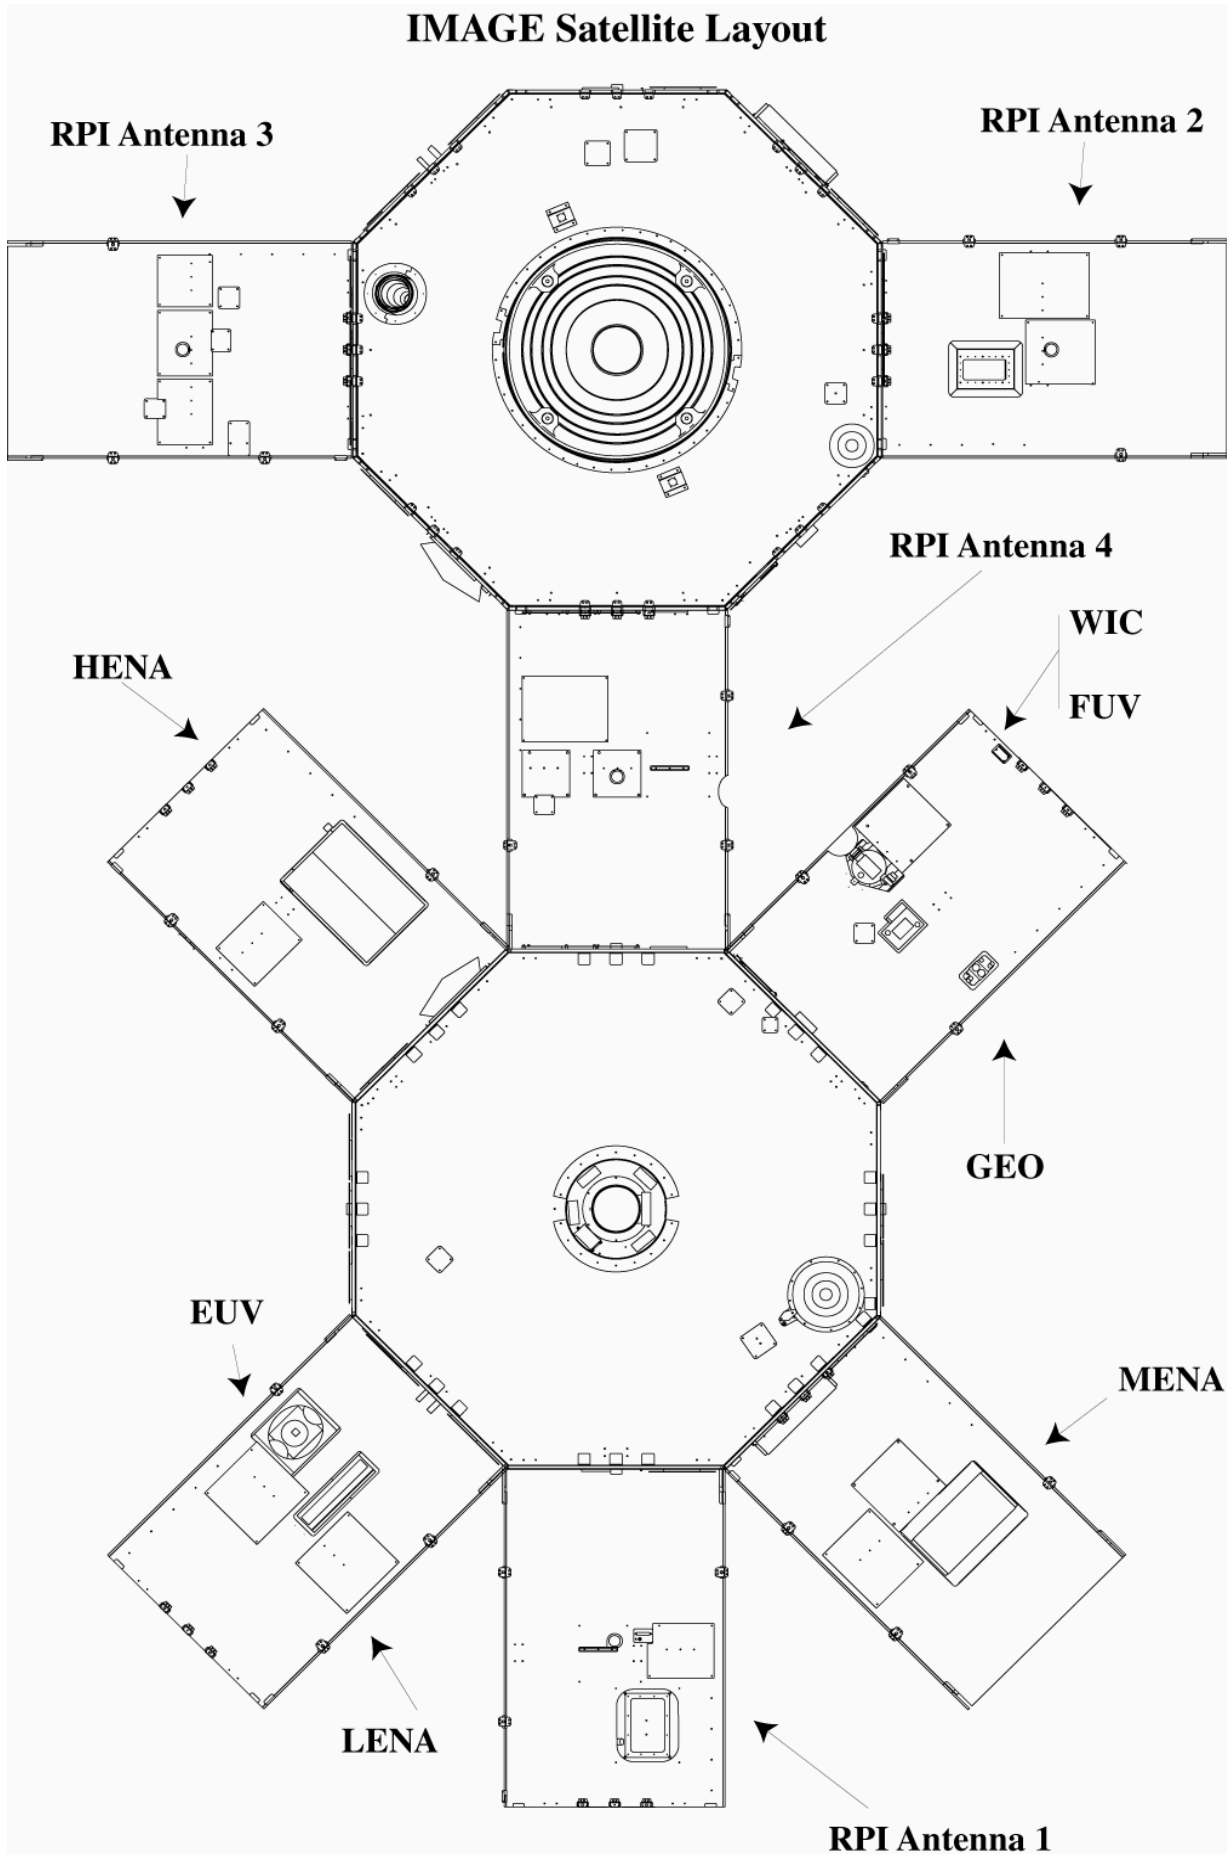 IMAGE Satellite Layout
RPI Antenna 3
RPI Antenna 2
RPI Antenna 4
WIC
FUV
HENA
GEO
EUV
MENA
LENA
RPI Antenna 1